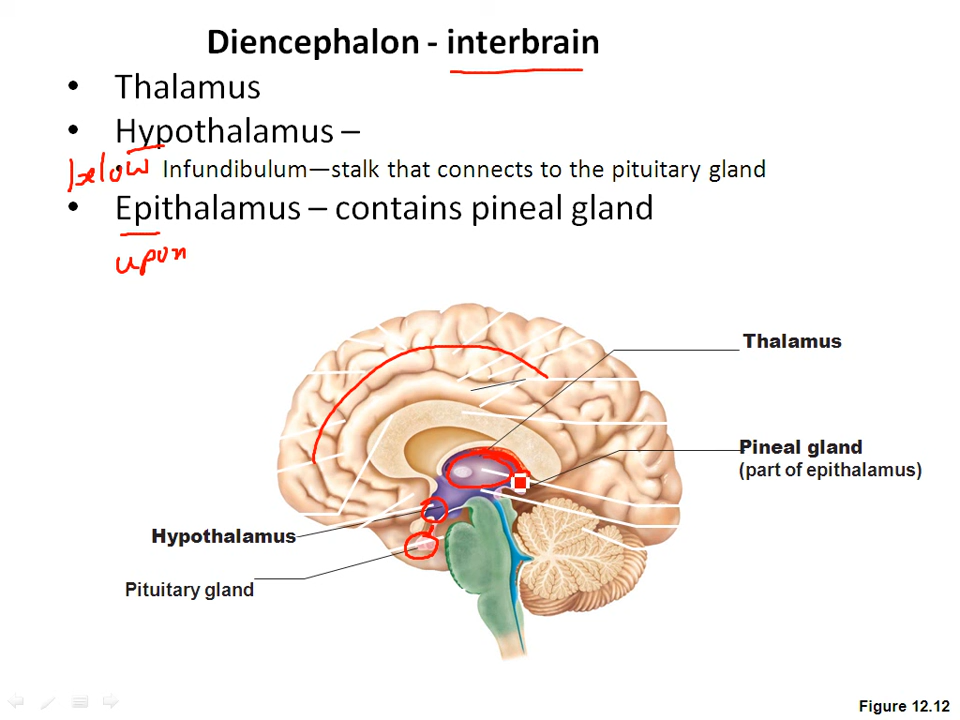 Diencephalon - interbrain
• Thalamus
• Hypothalamus –
below
• Infundibulum—stalk that connects to the pituitary gland
• Epithalamus – contains pineal gland
upon
Thalamus
Pineal gland
(part of epithalamus)
Hypothalamus
Pituitary gland
Figure 12.12